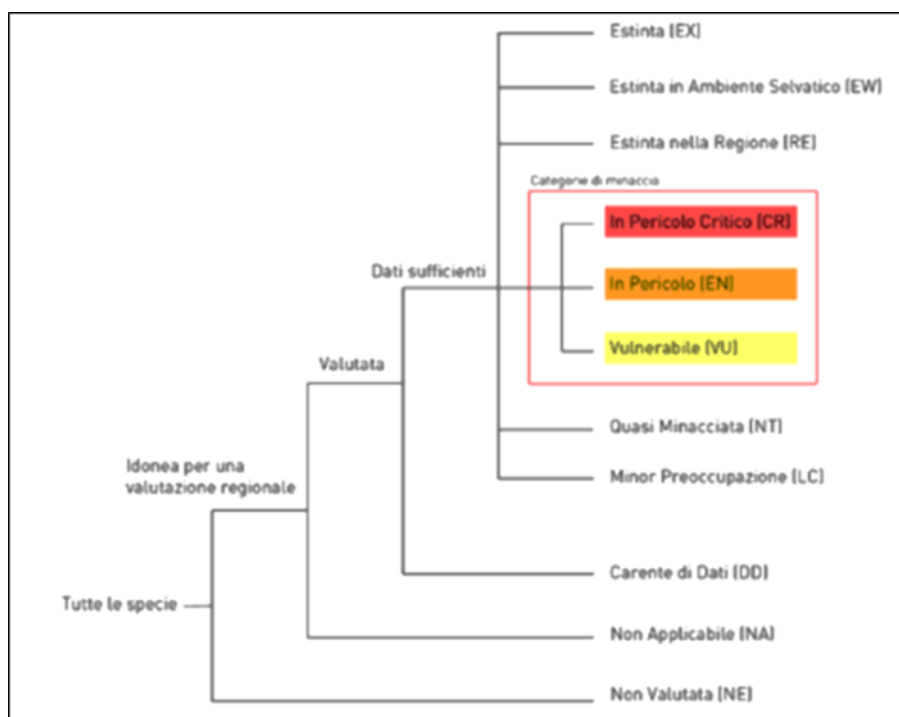 Estinta (EX)
Estinta in Ambiente Selvatico (EW)
Estinta nella Regione (RE)
Categorie di minaccia
In Pericolo Critico (CR)
Dati sufficienti
In Pericolo (EN)
Vulnerabile (VU)
Valutata
Quasi Minacciata (NT)
Idonea per una
valutazione regionale
Minor Preoccupazione (LC)
Carente di Dati (DD)
Tutte le specie
Non Applicabile (NA)
Non Valutata (NE)